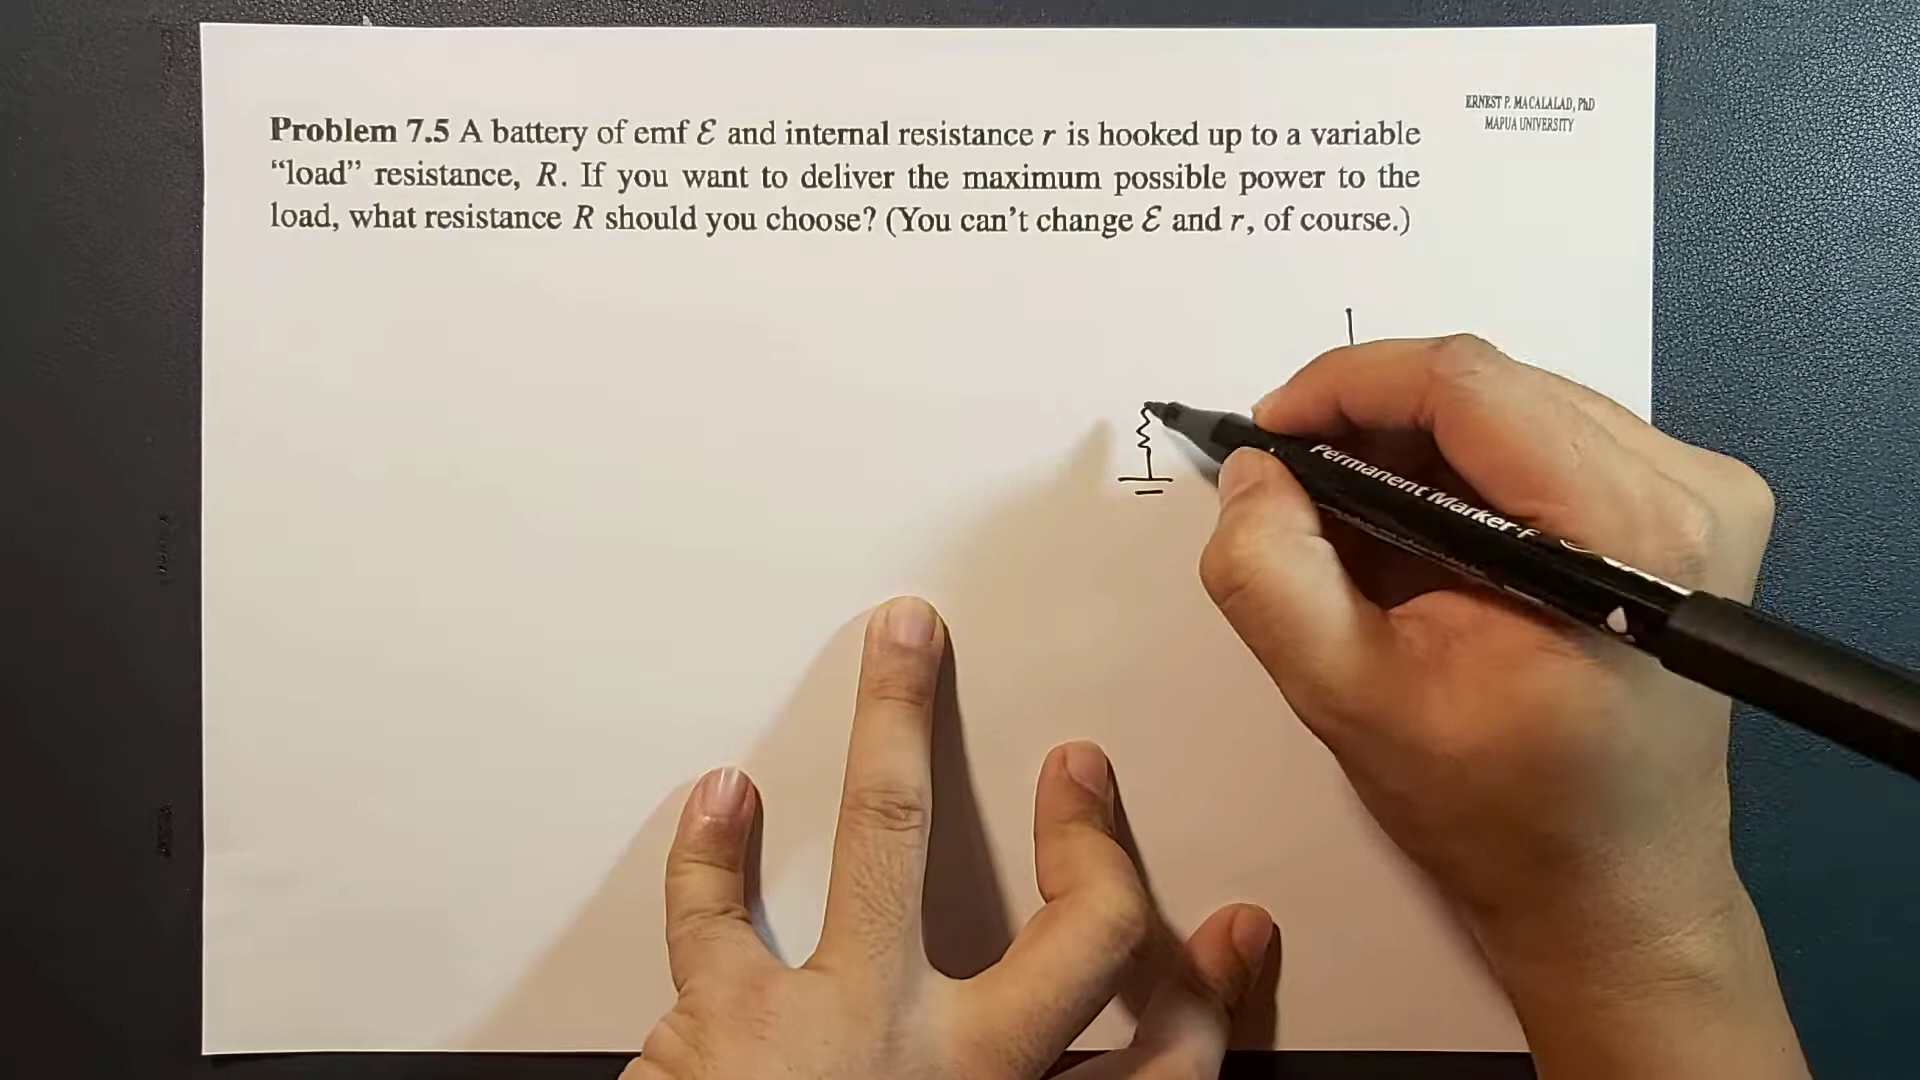 ERNEST P. MACALALAD, PhD
MAPUA UNIVERSITY
Problem 7.5 A battery of emf ℰ and internal resistance r is hooked up to a variable
“load” resistance, R. If you want to deliver the maximum possible power to the
load, what resistance R should you choose? (You can’t change ℰ and r, of course.)
Permanent Marker-F